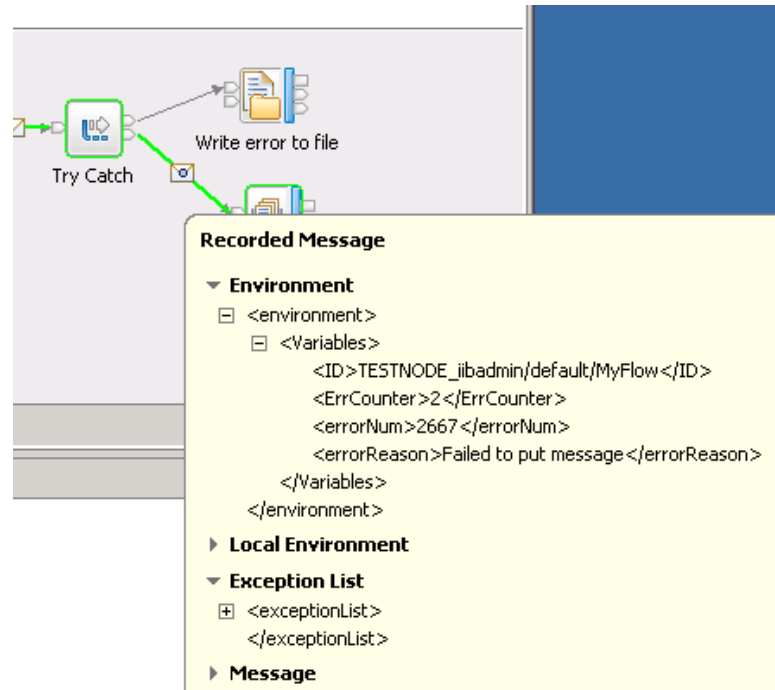 Write error to file
Try Catch
Recorded Message
Environment
<environment>
<Variables>
<ID>TESTNODE_iibadmin/default/MyFlow</ID>
<ErrCounter>2</ErrCounter>
<errorNum>2667</errorNum>
<errorReason>Failed to put message</errorReason>
</Variables>
</environment>
Local Environment
Exception List
<exceptionList>
</exceptionList>
Message